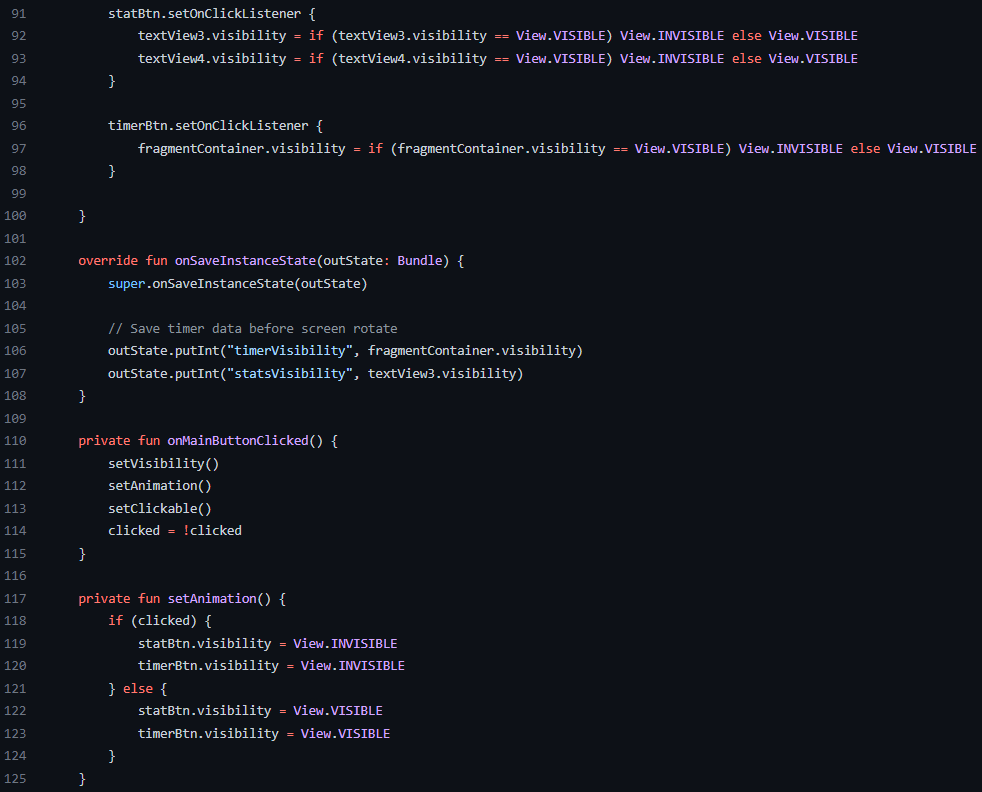 91 statBtn.setOnClickListener {
92 textView3.visibility = if (textView3.visibility == View.VISIBLE) View.INVISIBLE else View.VISIBLE
93 textView4.visibility = if (textView4.visibility == View.VISIBLE) View.INVISIBLE else View.VISIBLE
94 }
95
96 timerBtn.setOnClickListener {
97 fragmentContainer.visibility = if (fragmentContainer.visibility == View.VISIBLE) View.INVISIBLE else View.VISIBLE
98 }
99
100 }
101
102 override fun onSaveInstanceState(outState: Bundle) {
103 super.onSaveInstanceState(outState)
104
105 // Save timer data before screen rotate
106 outState.putInt("timerVisibility", fragmentContainer.visibility)
107 outState.putInt("statsVisibility", textView3.visibility)
108 }
109
110 private fun onMainButtonClicked() {
111 setVisibility()
112 setAnimation()
113 setClickable()
114 clicked = !clicked
115 }
116
117 private fun setAnimation() {
118 if (clicked) {
119 statBtn.visibility = View.INVISIBLE
120 timerBtn.visibility = View.INVISIBLE
121 } else {
122 statBtn.visibility = View.VISIBLE
123 timerBtn.visibility = View.VISIBLE
124 }
125 }